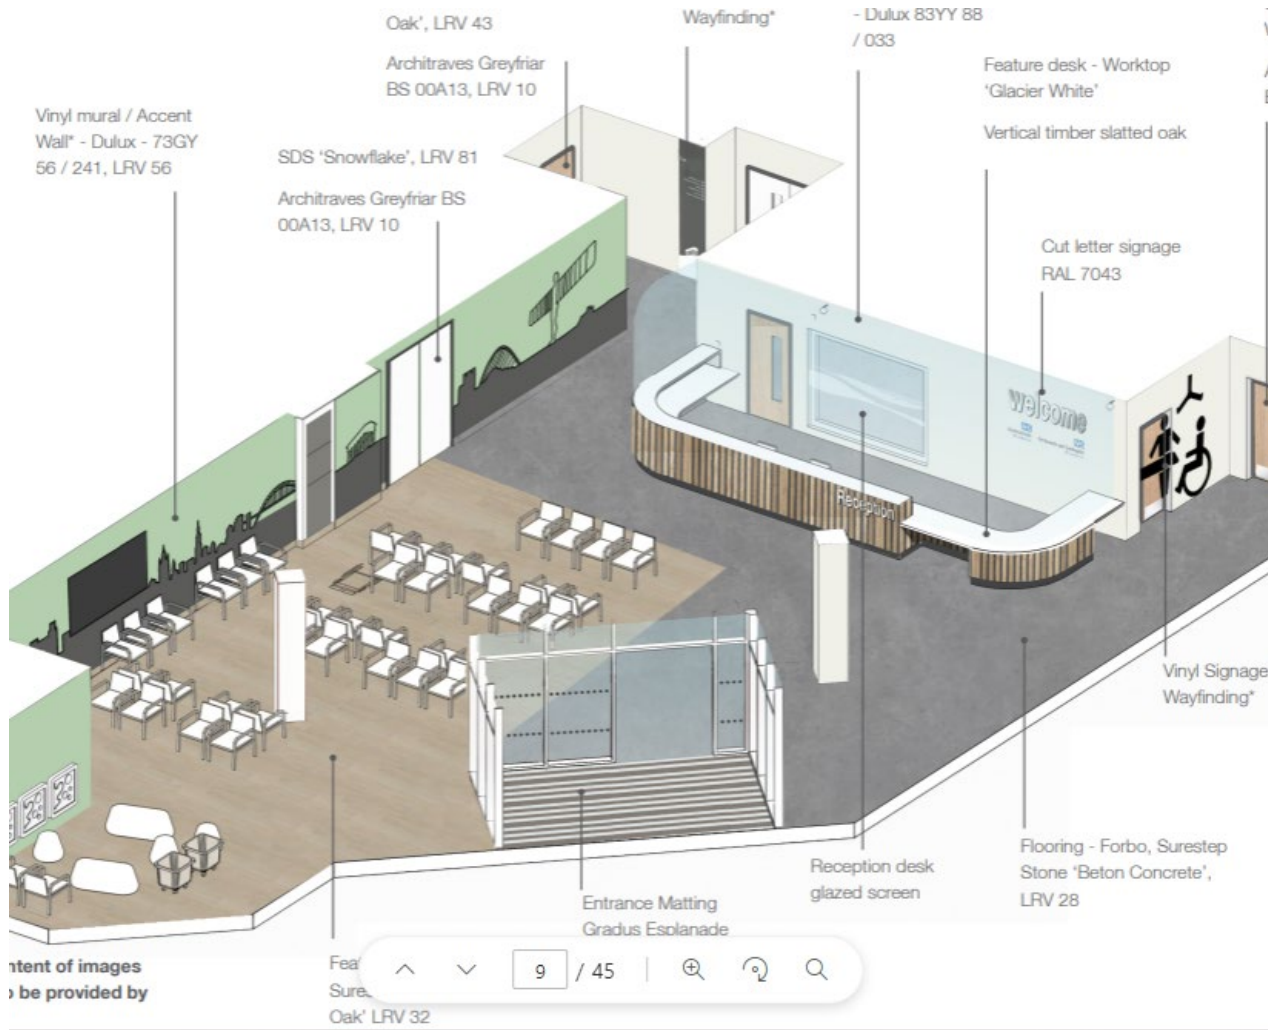 Oak', LRV 43
Architraves Greyfriar
BS 00A13, LRV 10
Wayfinding*
- Dulux 83YY 88
/ 033
Feature desk - Worktop
'Glacier White'
Vertical timber slatted oak
Vinyl mural / Accent
Wall* - Dulux - 73GY
56 / 241, LRV 56
SDS 'Snowflake', LRV 81
Architraves Greyfriar BS
00A13, LRV 10
Cut letter signage
RAL 7043
welcome
Reception
Vinyl Signage
Wayfinding*
Reception desk
glazed screen
Flooring - Forbo, Surestep
Stone 'Beton Concrete',
LRV 28
Entrance Matting
Gradus Esplanade
ntent of images
be provided by
Oak' LRV 32
9 / 45